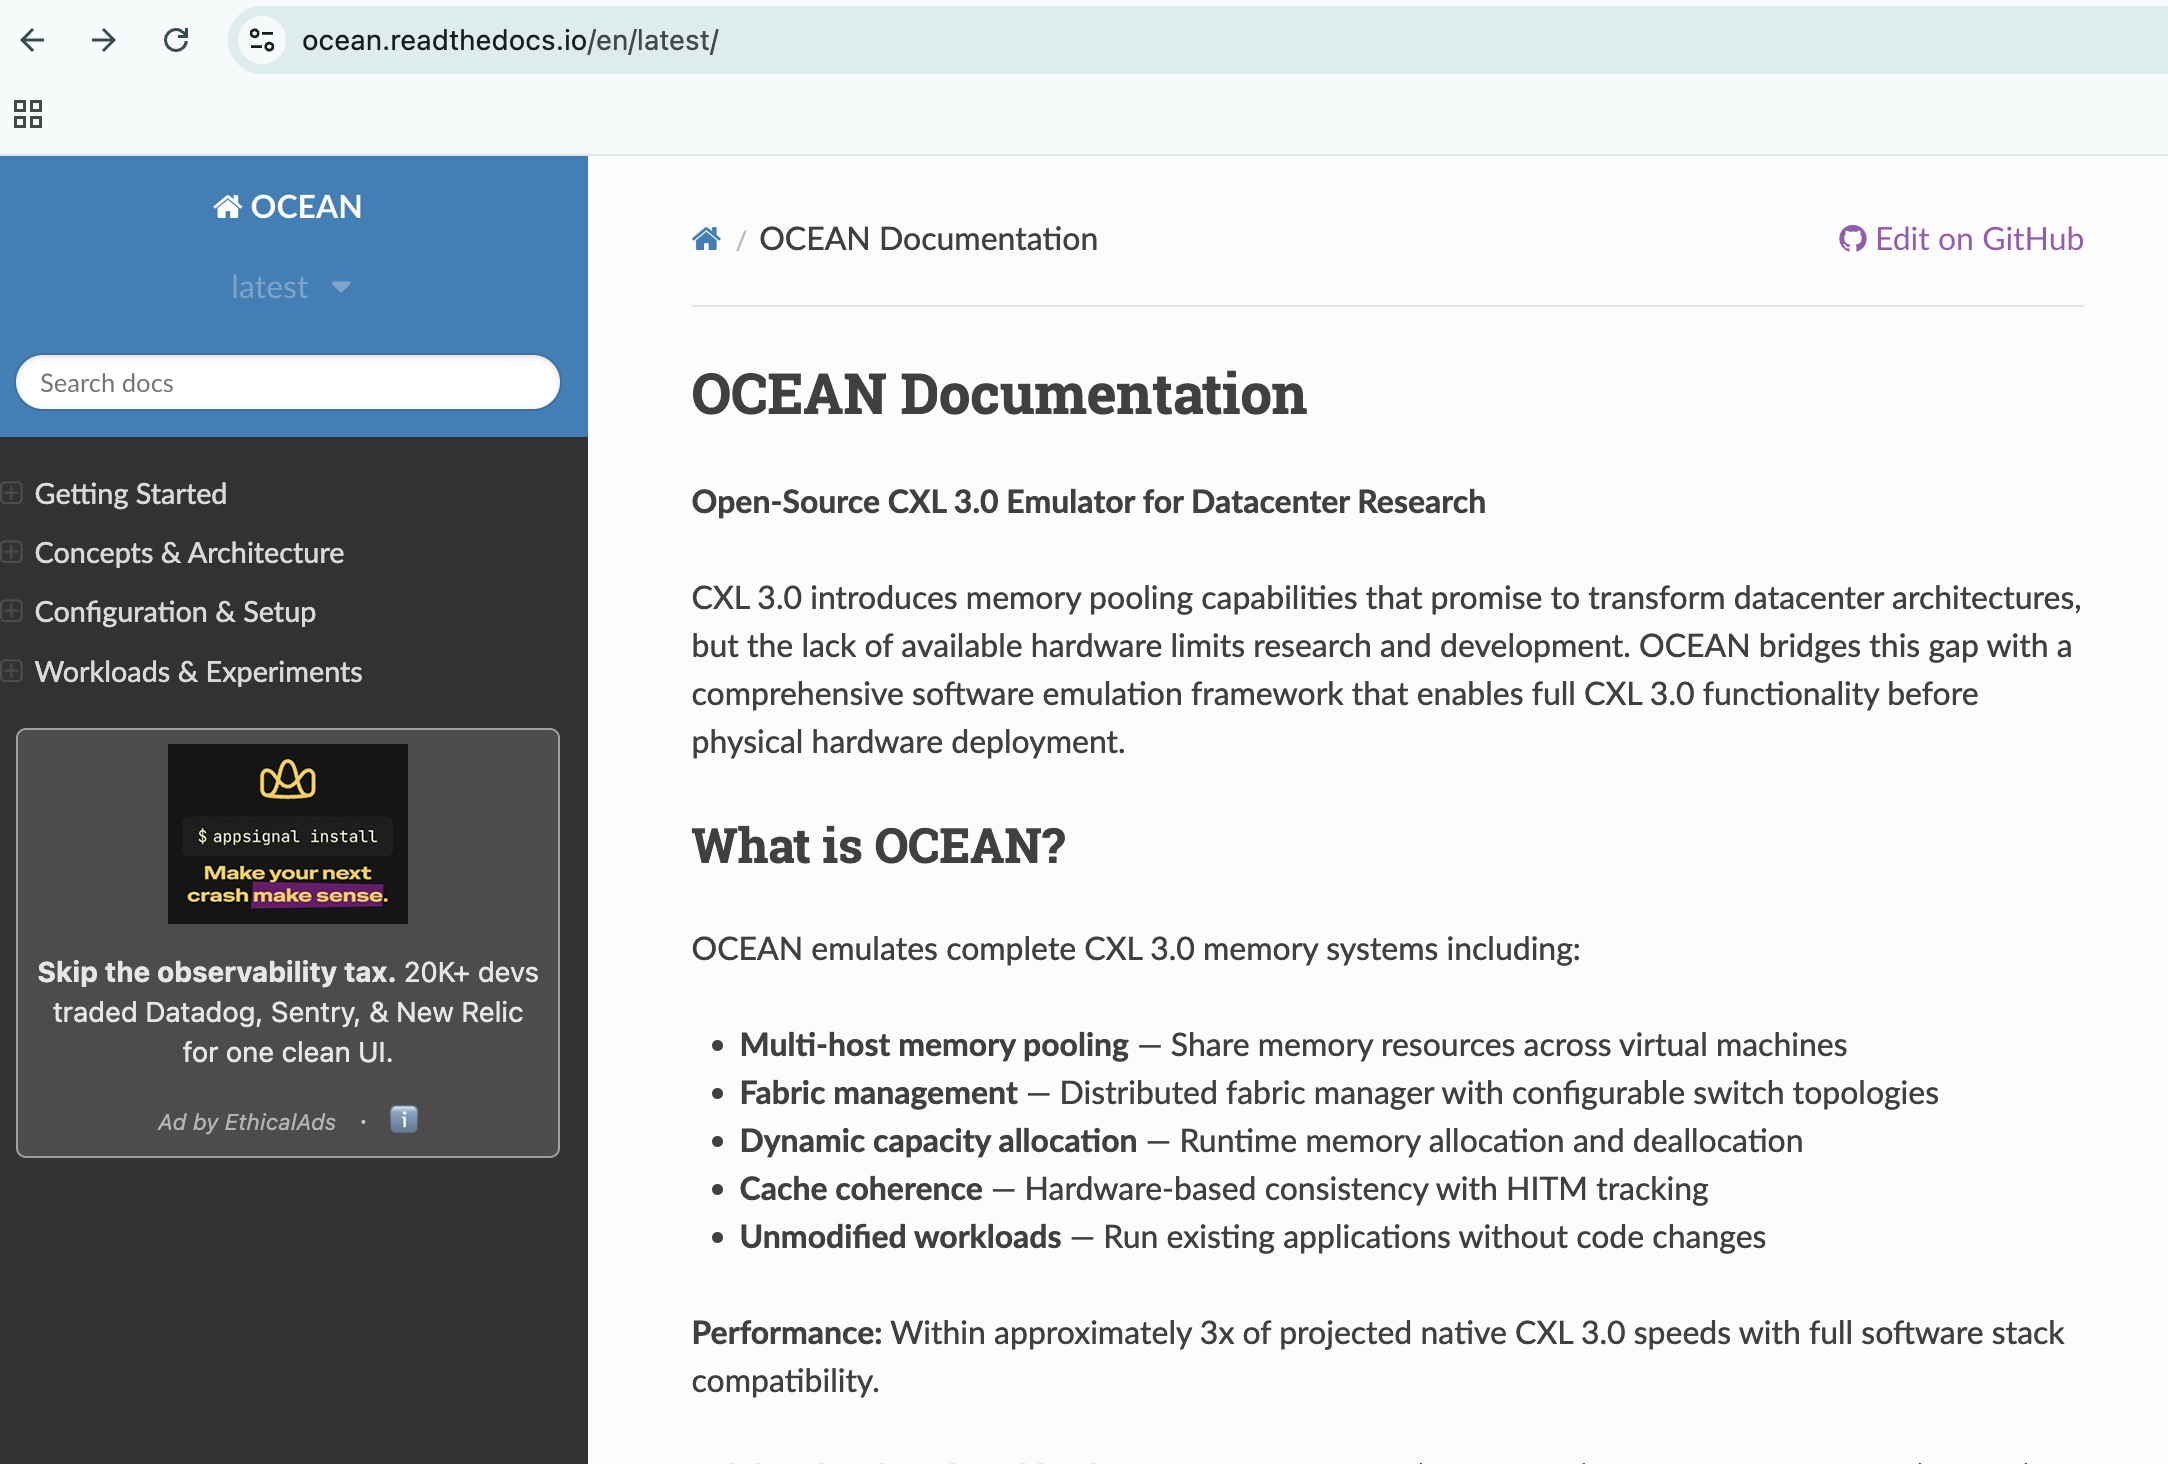 ocean.readthedocs.io/en/latest/
OCEAN
latest
Search docs
Getting Started
Concepts & Architecture
Configuration & Setup
Workloads & Experiments
$ appsignal install
Make your next
crash make sense.
Skip the observability tax. 20K+ devs
traded Datadog, Sentry, & New Relic
for one clean UI.
Ad by EthicalAds · i
/ OCEAN Documentation
Edit on GitHub
OCEAN Documentation
Open-Source CXL 3.0 Emulator for Datacenter Research
CXL 3.0 introduces memory pooling capabilities that promise to transform datacenter architectures,
but the lack of available hardware limits research and development. OCEAN bridges this gap with a
comprehensive software emulation framework that enables full CXL 3.0 functionality before
physical hardware deployment.
What is OCEAN?
OCEAN emulates complete CXL 3.0 memory systems including:
• Multi-host memory pooling — Share memory resources across virtual machines
• Fabric management — Distributed fabric manager with configurable switch topologies
• Dynamic capacity allocation — Runtime memory allocation and deallocation
• Cache coherence — Hardware-based consistency with HITM tracking
• Unmodified workloads — Run existing applications without code changes
Performance: Within approximately 3x of projected native CXL 3.0 speeds with full software stack
compatibility.